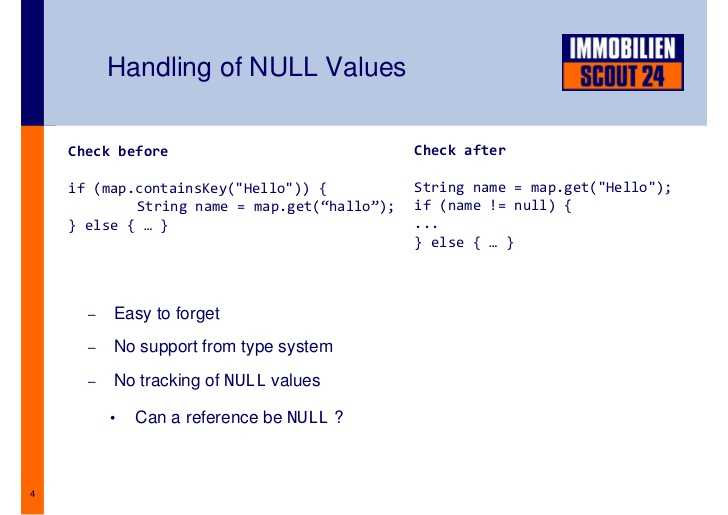 Handling of NULL Values
IMMOBILIEN
SCOUT 24
Check before
if (map.containsKey("Hello")) {
String name = map.get(“hallo”);
} else { … }
Check after
String name = map.get("Hello");
if (name != null) {
...
} else { … }
– Easy to forget
– No support from type system
– No tracking of NULL values
• Can a reference be NULL ?
4